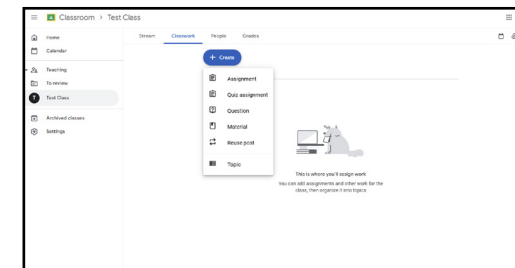 Classroom > Test Class
Home
Calendar
Teaching
To review
T Test Class
Archived classes
Settings
Stream Classwork People Grades
+ Create
Assignment
Quiz assignment
Question
Material
Reuse post
Topic
This is where you'll assign work
You can add assignments and other work for the
class, then organize it into topics